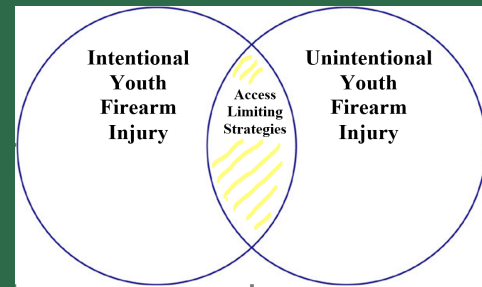 Intentional
Youth
Firearm
Injury
Access
Limiting
Strategies
Unintentional
Youth
Firearm
Injury